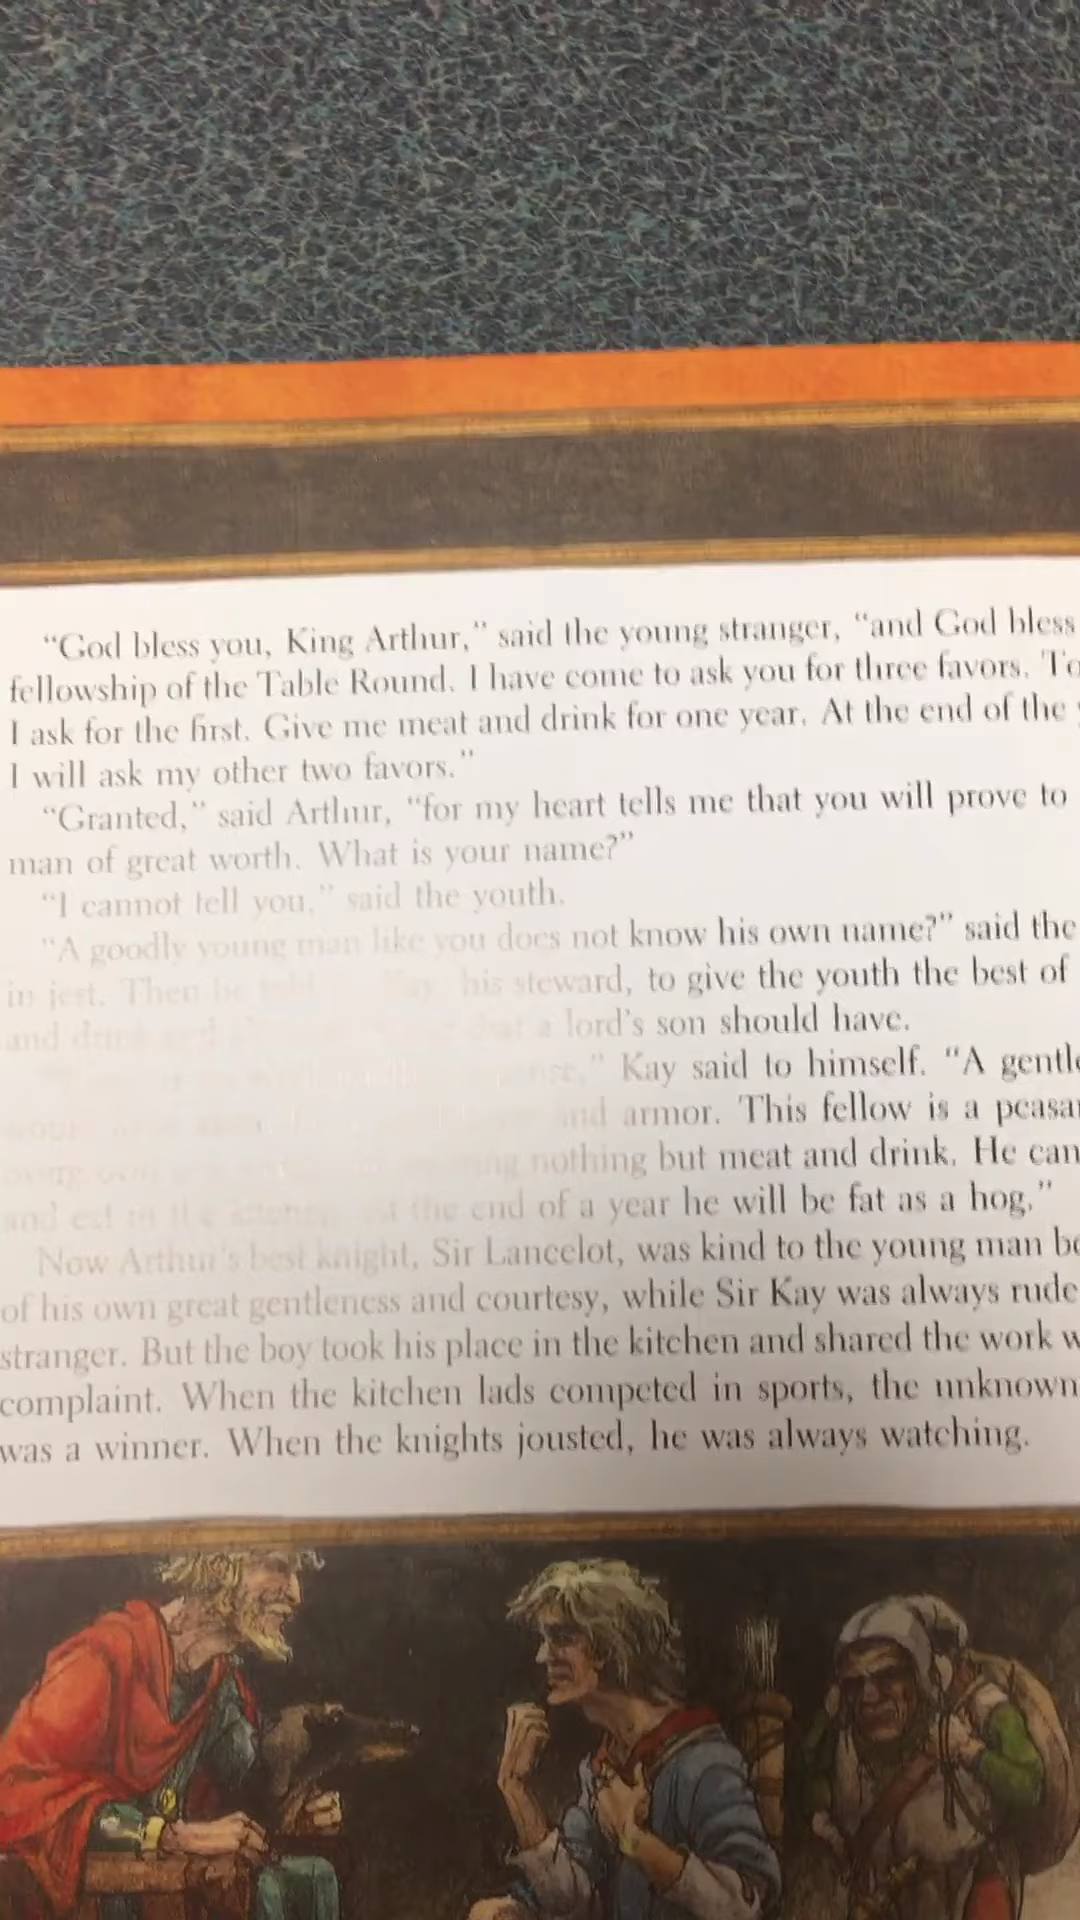 “God bless you, King Arthur,” said the young stranger, “and God bless
fellowship of the Table Round. I have come to ask you for three favors.
I ask for the first. Give me meat and drink for one year. At the end of the
I will ask my other two favors.”
“Granted,” said Arthur, “for my heart tells me that you will prove to
man of great worth. What is your name?”
“I cannot tell you,” said the youth.
“A goodly young man like you does not know his own name?” said the
in jest. Then he told Kay, his steward, to give the youth the best of
and drink that a lord’s son should have.
Kay said to himself. “A
and armor. This fellow is a
nothing but meat and drink. He can
and eat in the kitchen. At the end of a year he will be fat as a hog.”
Now Arthur’s best knight, Sir Lancelot, was kind to the young man
of his own great gentleness and courtesy, while Sir Kay was always rude
stranger. But the boy took his place in the kitchen and shared the work
complaint. When the kitchen lads competed in sports, the unknown
was a winner. When the knights jousted, he was always watching.